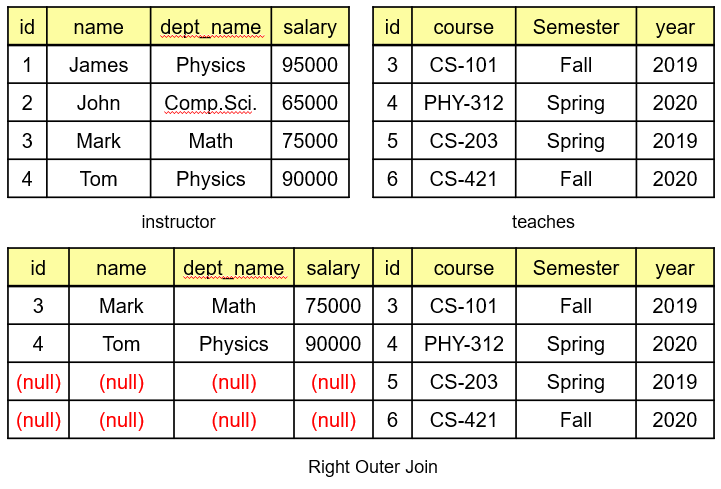 id name dept_name salary
1 James Physics 95000
2 John Comp.Sci. 65000
3 Mark Math 75000
4 Tom Physics 90000
instructor
id course Semester year
3 CS-101 Fall 2019
4 PHY-312 Spring 2020
5 CS-203 Spring 2019
6 CS-421 Fall 2020
teaches
id name dept_name salary id course Semester year
3 Mark Math 75000 3 CS-101 Fall 2019
4 Tom Physics 90000 4 PHY-312 Spring 2020
(null) (null) (null) (null) 5 CS-203 Spring 2019
(null) (null) (null) (null) 6 CS-421 Fall 2020
Right Outer Join